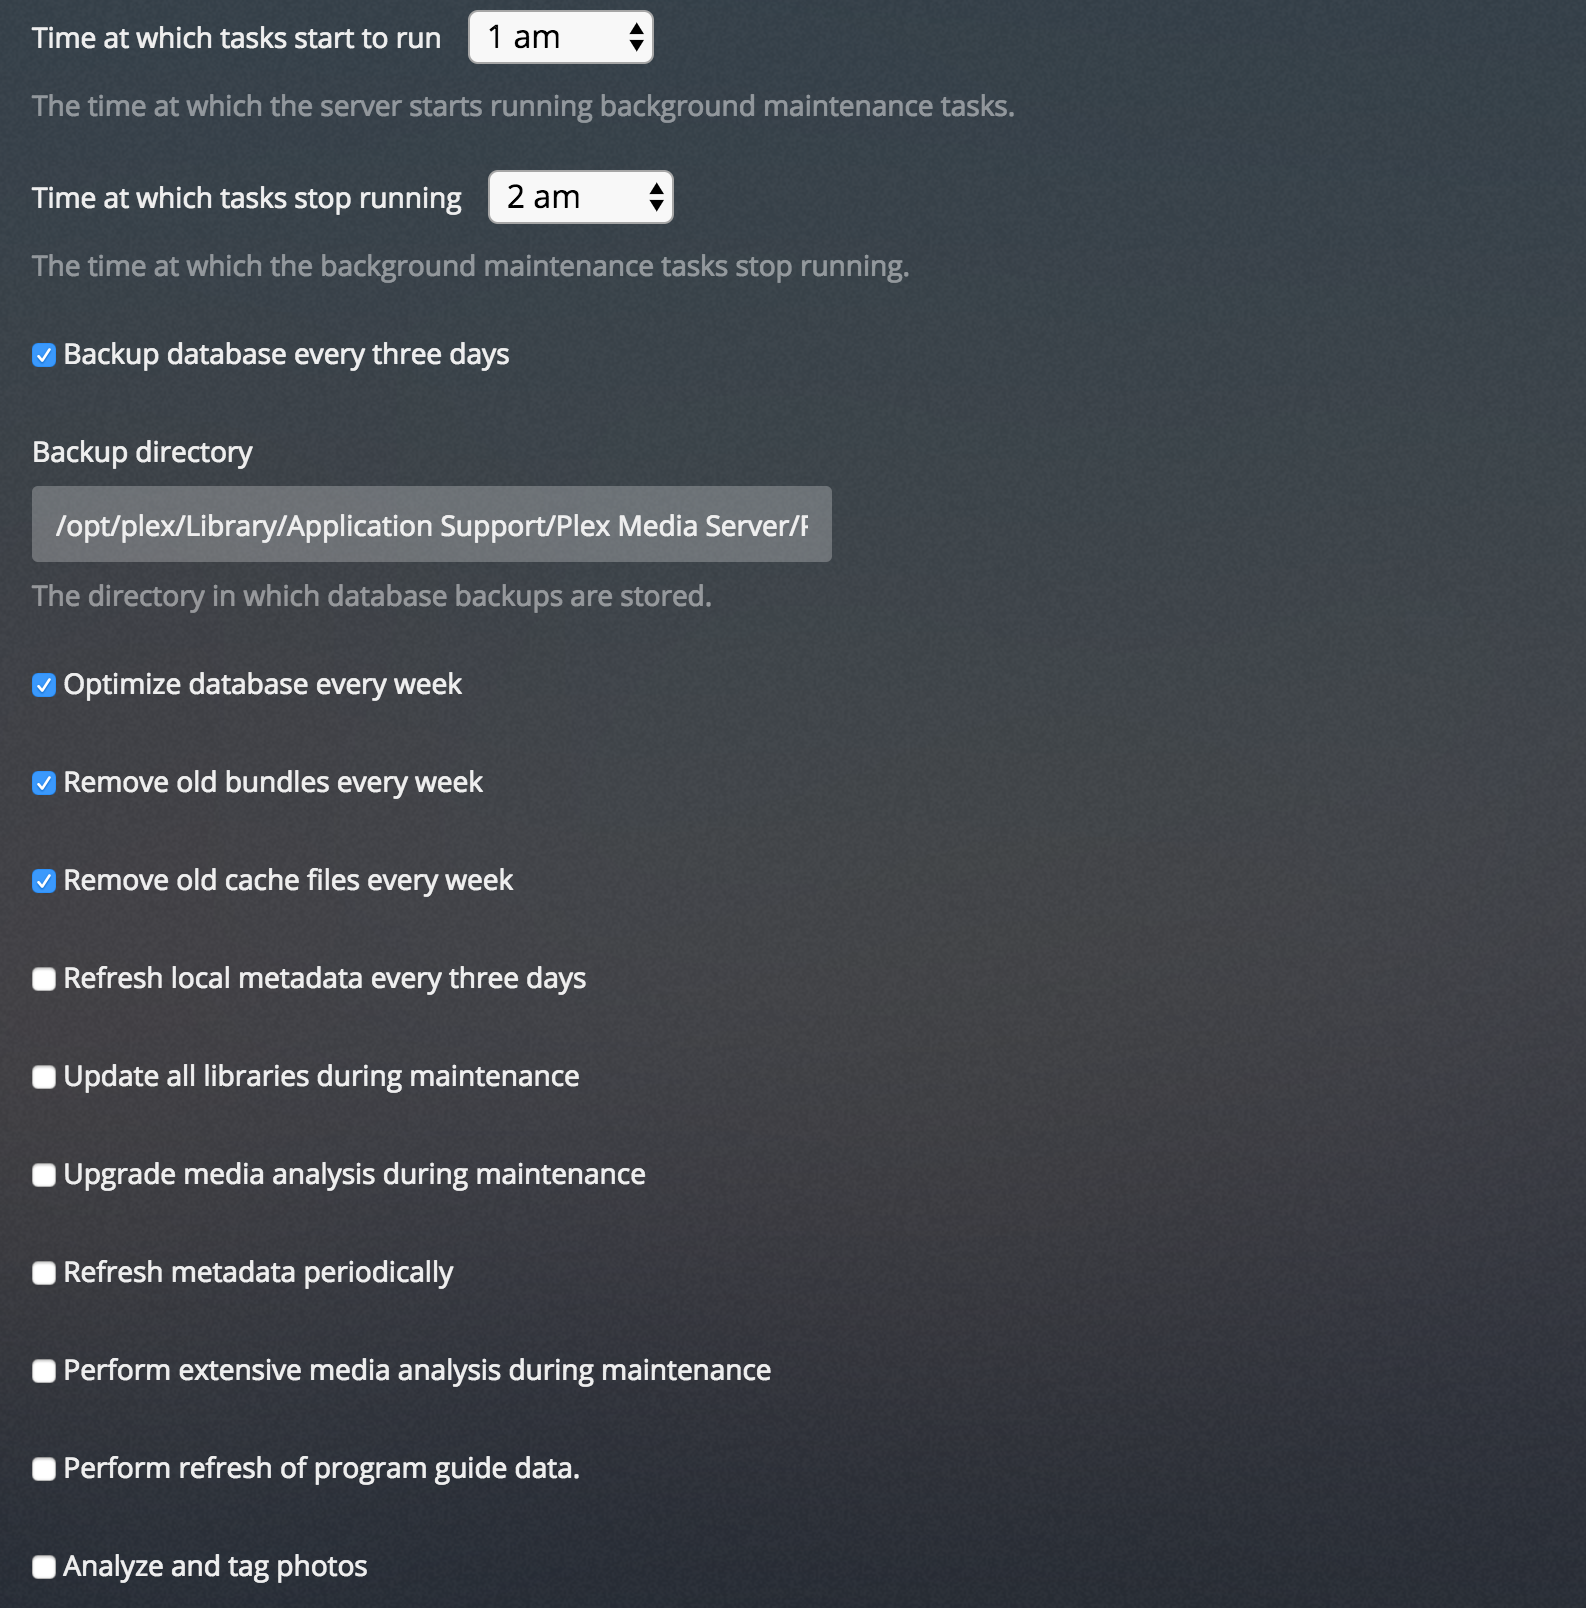 Time at which tasks start to run 1 am
The time at which the server starts running background maintenance tasks.
Time at which tasks stop running 2 am
The time at which the background maintenance tasks stop running.
Backup database every three days
Backup directory
/opt/plex/Library/Application Support/Plex Media Server/
The directory in which database backups are stored.
Optimize database every week
Remove old bundles every week
Remove old cache files every week
Refresh local metadata every three days
Update all libraries during maintenance
Upgrade media analysis during maintenance
Refresh metadata periodically
Perform extensive media analysis during maintenance
Perform refresh of program guide data.
Analyze and tag photos